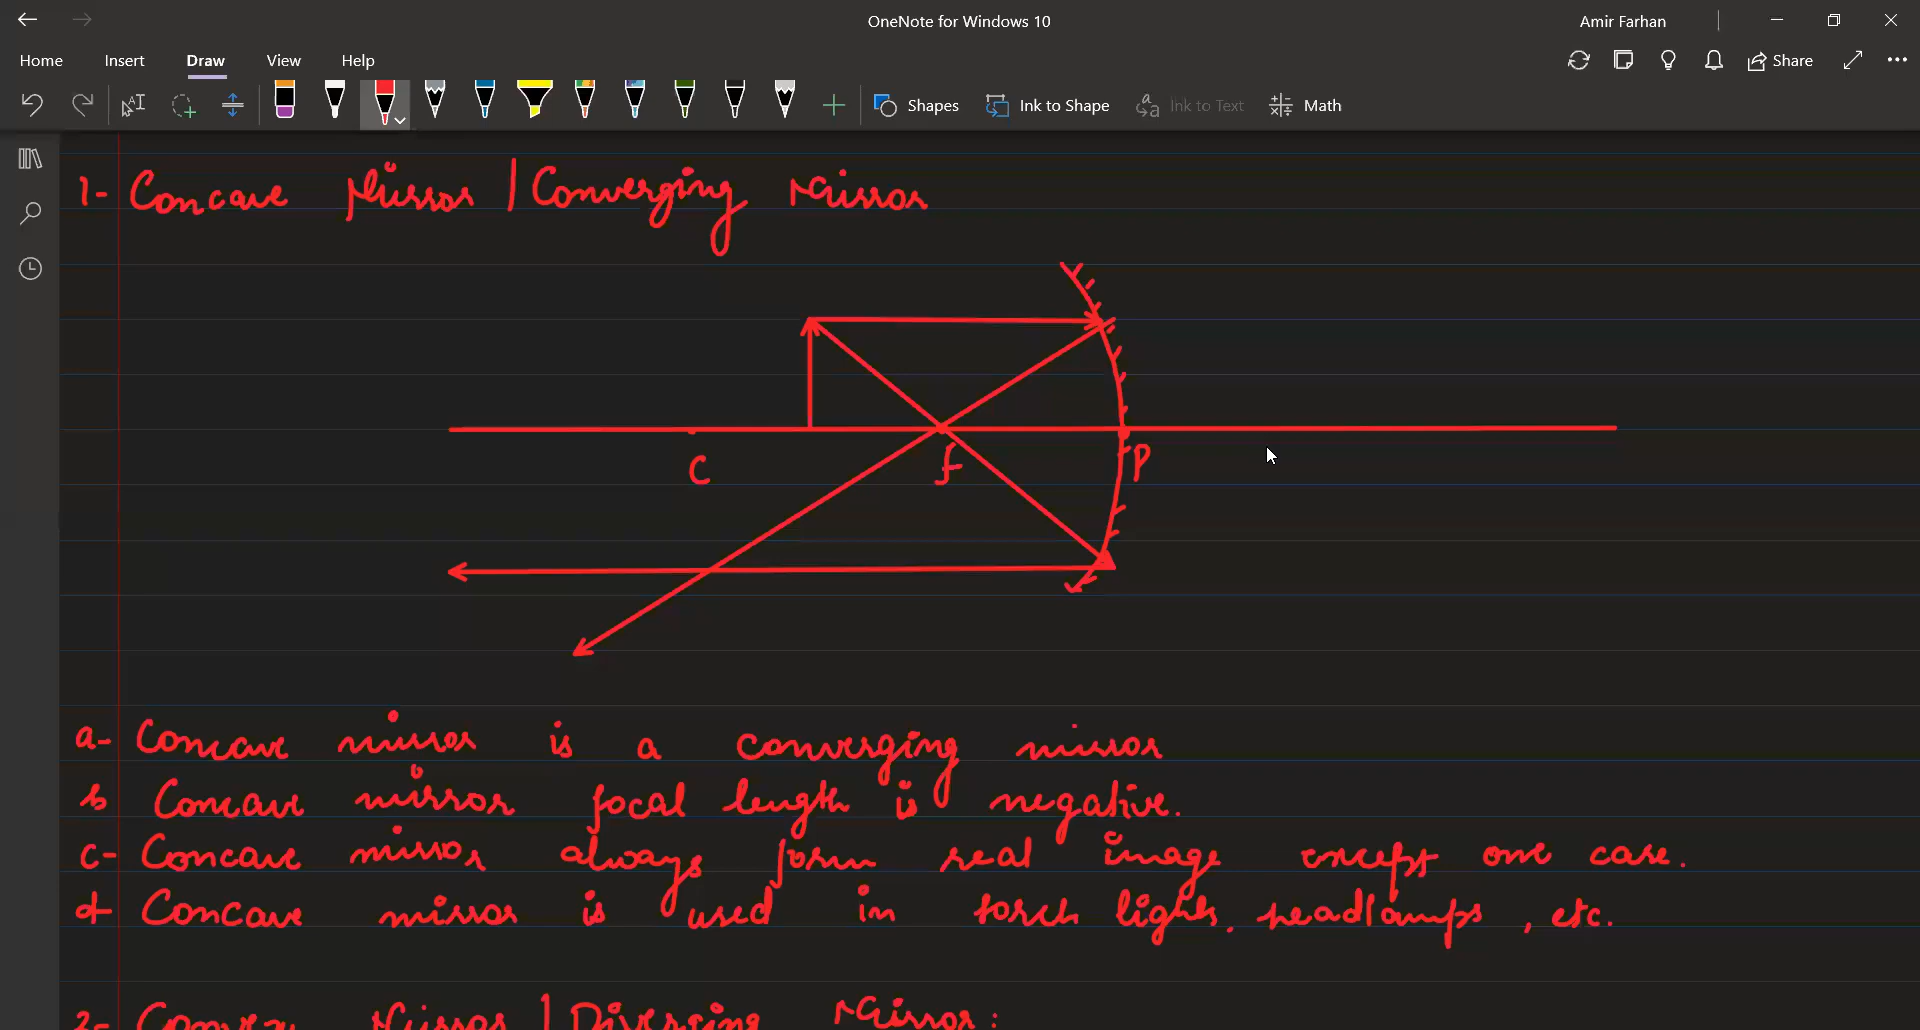 OneNote for Windows 10
Amir Farhan
Home Insert Draw View Help
Share
Shapes Ink to Shape Ink to Text Math
1- Concave Mirror | Converging Mirror
C F P
a- Concave mirror is a converging mirror
b Concave mirror focal length is negative.
c- Concave mirror always form real image except one case.
d Concave mirror is used in torch lights, headlamps, etc.
2- Convex Mirror | Diverging Mirror: